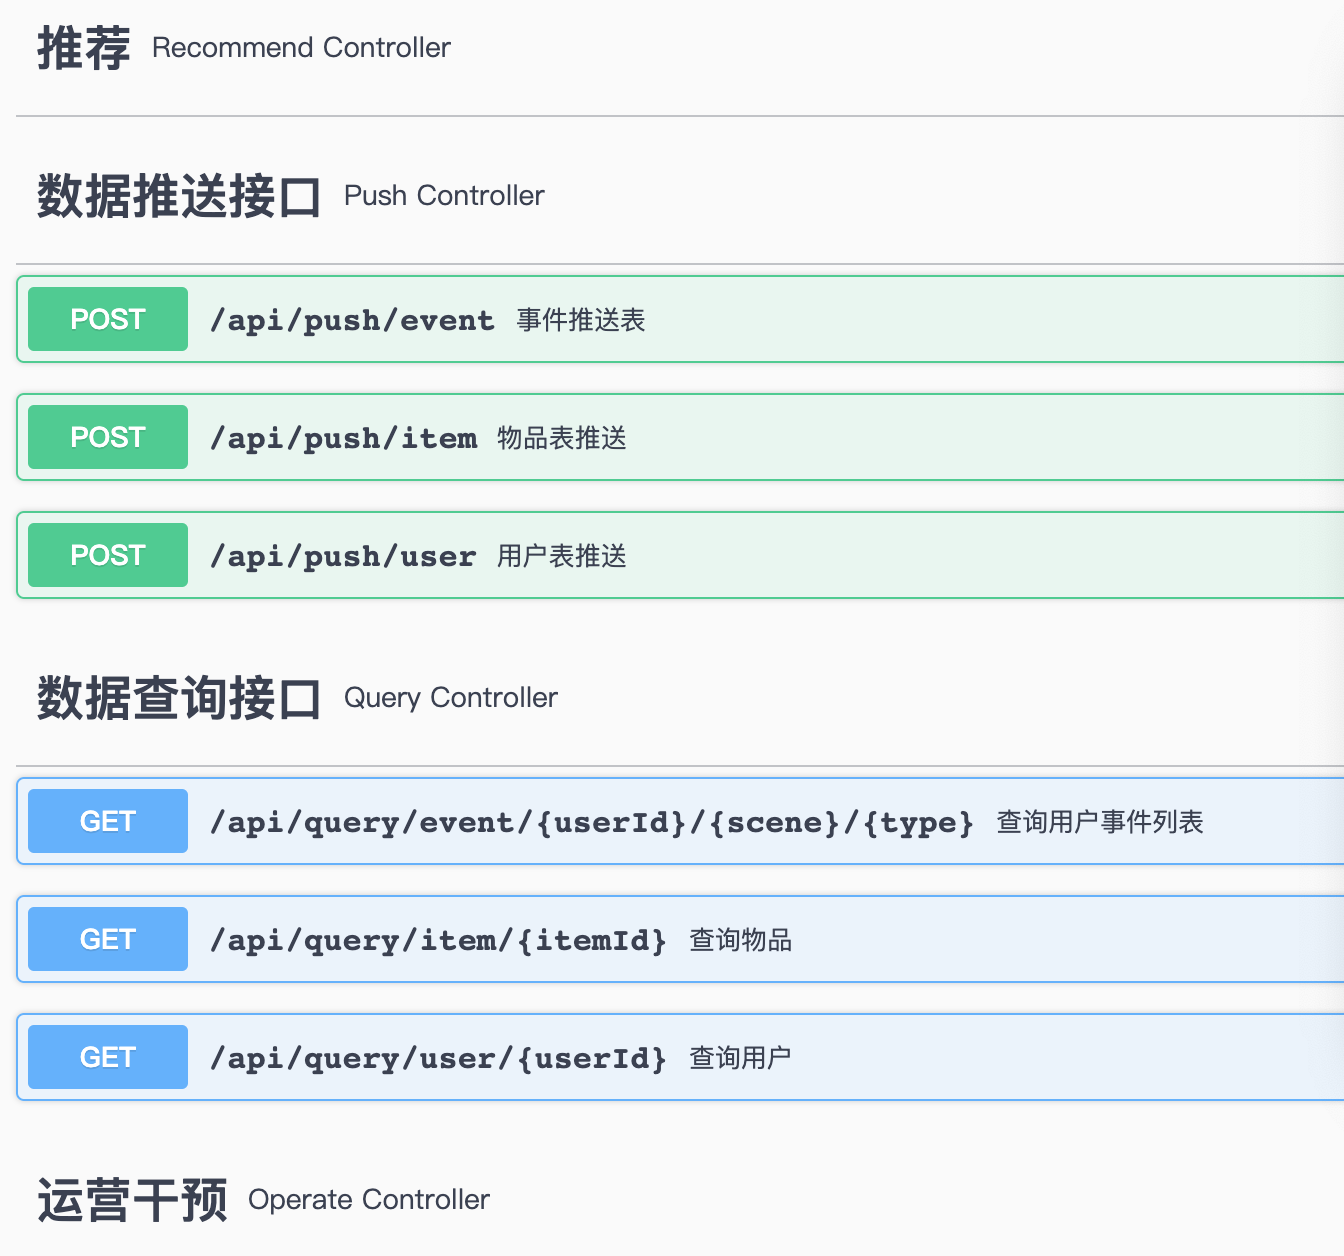 推荐 Recommend Controller
数据推送接口 Push Controller
POST /api/push/event 事件推送表
POST /api/push/item 物品表推送
POST /api/push/user 用户表推送
数据查询接口 Query Controller
GET /api/query/event/{userId}/{scene}/{type} 查询用户事件列表
GET /api/query/item/{itemId} 查询物品
GET /api/query/user/{userId} 查询用户
运营干预 Operate Controller